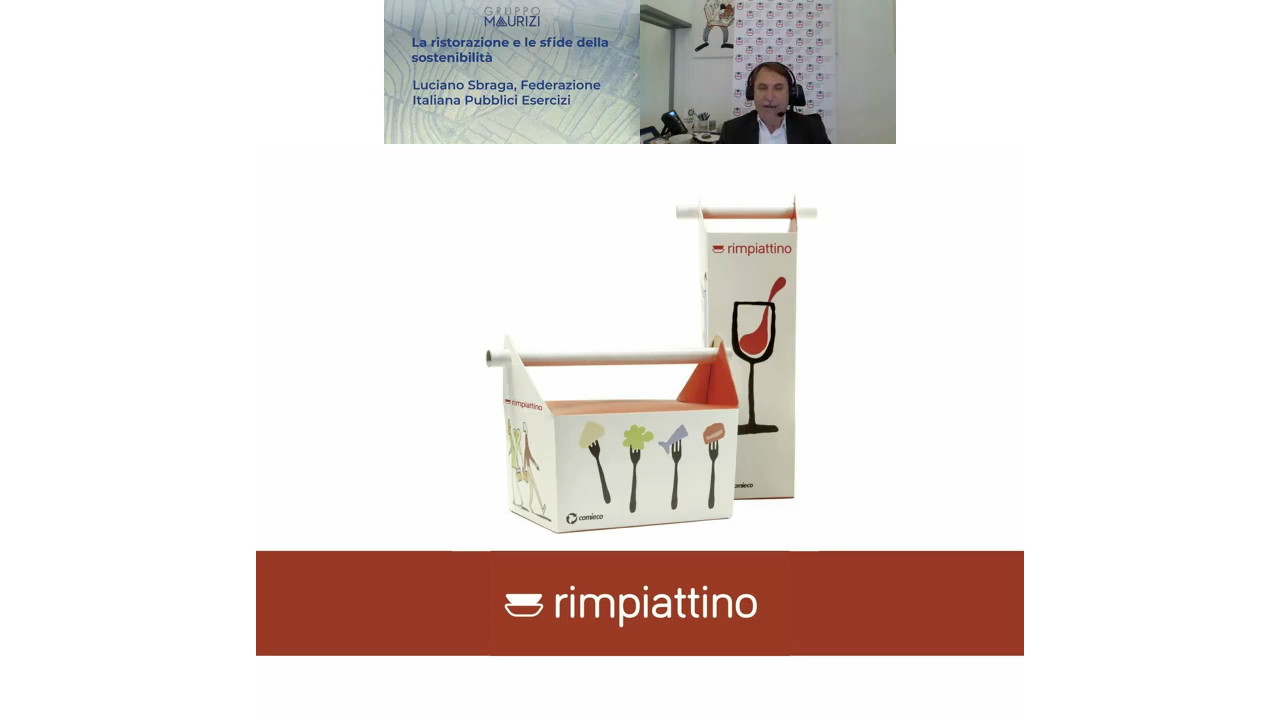 GRUPPO
MAURIZI
La ristorazione e le sfide della
sostenibilità
Luciano Sbraga, Federazione
Italiana Pubblici Esercizi
rimpiattino
rimpiattino
comieco
comieco
rimpiattino